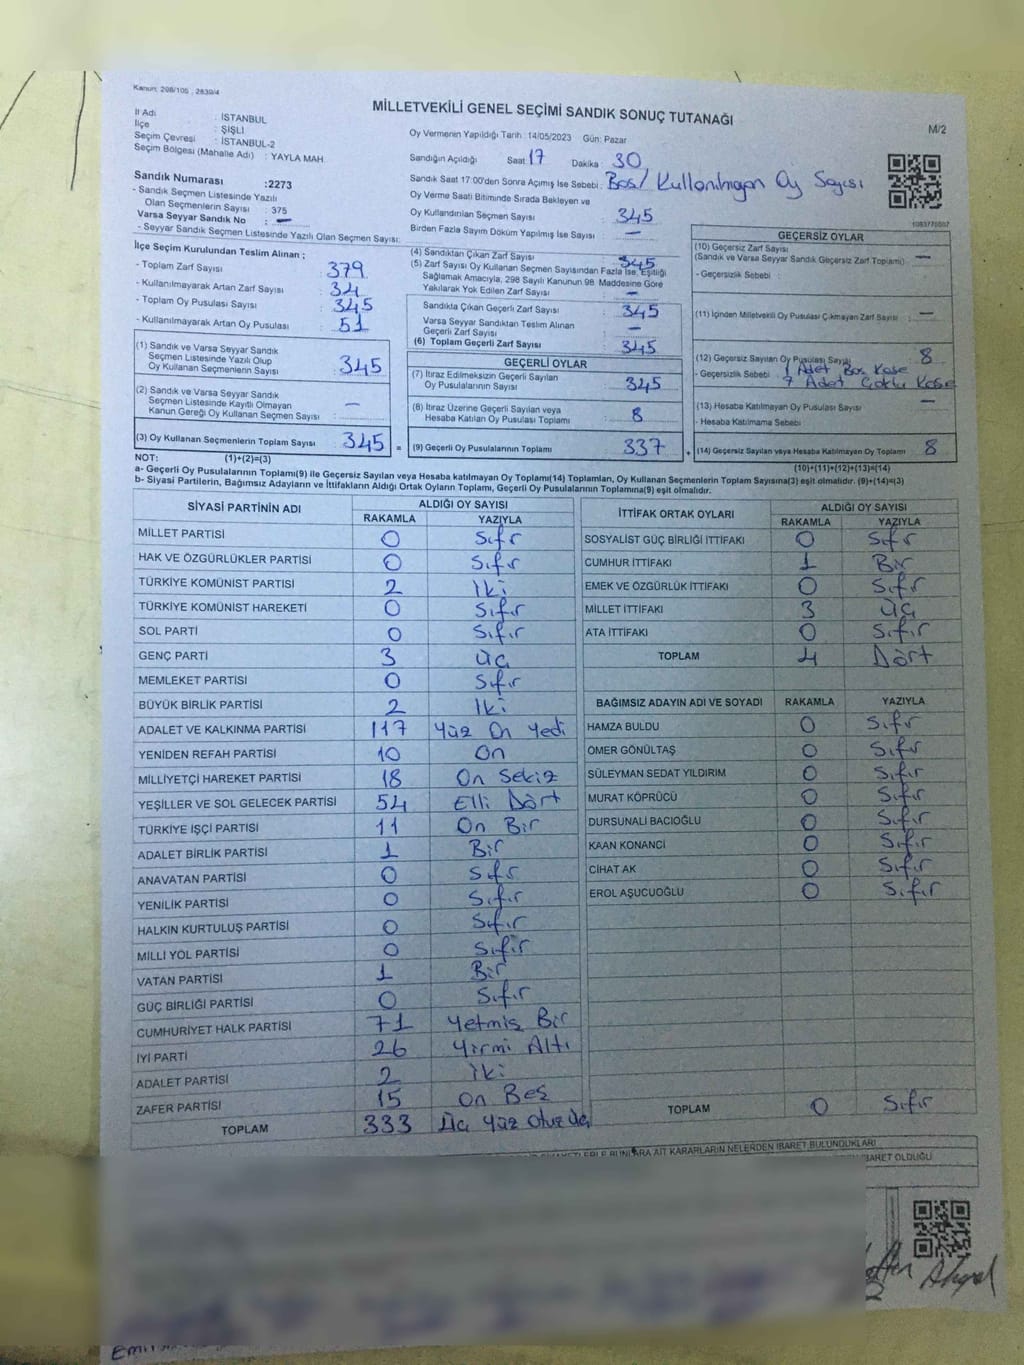 Kanun: 298/105 , 2839/4
MİLLETVEKİLİ GENEL SEÇİMİ SANDIK SONUÇ TUTANAĞI
M/2
İl Adı : İSTANBUL
İlçe : ŞİŞLİ
Seçim Çevresi : İSTANBUL-2
Seçim Bölgesi (Mahalle Adı) : YAYLA MAH
Oy Vermenin Yapıldığı Tarih :14/05/2023 Gün: Pazar
Sandığın Açıldığı Saat 17 Dakika 30
Sandık Saat 17:00'den Sonra Açımış İse Sebebi : Boş/Kullanılmayan Oy Sayısı
Sandık Numarası :2273
- Sandık Seçmen Listesinde Yazılı
Olan Seçmenlerin Sayısı : 375
Varsa Seyyar Sandık No : —
- Seyyar Sandık Seçmen Listesinde Yazılı Olan Seçmen Sayısı:
Oy Verme Saati Bitiminde Sırada Bekleyen ve
Oy Kullandırılan Seçmen Sayısı : 345
Birden Fazla Sayım Döküm Yapılmış İse Sayısı : —
1083770507
İlçe Seçim Kurulundan Teslim Alınan ;
- Toplam Zarf Sayısı : 379
- Kullanılmayarak Artan Zarf Sayısı : 34
- Toplam Oy Pusulası Sayısı : 345
- Kullanılmayarak Artan Oy Pusulası : 51
(1) Sandık ve Varsa Seyyar Sandık
Seçmen Listesinde Yazılı Olup
Oy Kullanan Seçmenlerin Sayısı : 345
(2) Sandık ve Varsa Seyyar Sandık
Seçmen Listesinde Kayıtlı Olmayan
Kanun Gereği Oy Kullanan Seçmen Sayısı : —
(3) Oy Kullanan Seçmenlerin Toplam Sayısı 345 =
(4) Sandıktan Çıkan Zarf Sayısı : 345
(5) Zarf Sayısı Oy Kullanan Seçmen Sayısından Fazla İse, Eşitliği
Sağlamak Amacıyla, 298 Sayılı Kanunun 98. Maddesine Göre
Yakılarak Yok Edilen Zarf Sayısı : —
Sandıkta Çıkan Geçerli Zarf Sayısı : 345
Varsa Seyyar Sandıktan Teslim Alınan
Geçerli Zarf Sayısı : —
(6) Toplam Geçerli Zarf Sayısı : 345
GEÇERLİ OYLAR
(7) İtiraz Edilmeksizin Geçerli Sayılan
Oy Pusulalarının Sayısı : 345
(8) İtiraz Üzerine Geçerli Sayılan veya
Hesaba Katılan Oy Pusulası Toplamı : 8
(9) Geçerli Oy Pusulalarının Toplamı : 337 +
GEÇERSİZ OYLAR
(10) Geçersiz Zarf Sayısı
(Sandık ve Varsa Seyyar Sandık Geçersiz Zarf Toplamı) : —
- Geçersizlik Sebebi :
(11) İçinden Milletvekili Oy Pusulası Çıkmayan Zarf Sayısı : —
(12) Geçersiz Sayılan Oy Pusulası Sayısı : 8
- Geçersizlik Sebebi : 1 Adet Boş Kaşe
7 Adet Çoklu Kaşe
(13) Hesaba Katılmayan Oy Pusulası Sayısı : —
- Hesaba Katılmama Sebebi
(14) Geçersiz Sayılan veya Hesaba Katılmayan Oy Toplamı 8
NOT: (1)+(2)=(3)
(10)+(11)+(12)+(13)=(14)
a- Geçerli Oy Pusulalarının Toplamı(9) ile Geçersiz Sayılan veya Hesaba katılmayan Oy Toplamı(14) Toplamları, Oy Kullanan Seçmenlerin Toplam Sayısına(3) eşit olmalıdır. (9)+(14)=(3)
b- Siyasi Partilerin, Bağımsız Adayların ve İttifakların Aldığı Ortak Oyların Toplamı, Geçerli Oy Pusulalarının Toplamına(9) eşit olmalıdır.
SİYASİ PARTİNİN ADI ALDIĞI OY SAYISI
RAKAMLA YAZIYLA
MİLLET PARTİSİ 0 Sıfır
HAK VE ÖZGÜRLÜKLER PARTİSİ 0 Sıfır
TÜRKİYE KOMÜNİST PARTİSİ 2 İki
TÜRKİYE KOMÜNİST HAREKETİ 0 Sıfır
SOL PARTİ 0 Sıfır
GENÇ PARTİ 3 Üç
MEMLEKET PARTİSİ 0 Sıfır
BÜYÜK BİRLİK PARTİSİ 2 İki
ADALET VE KALKINMA PARTİSİ 117 Yüz On Yedi
YENİDEN REFAH PARTİSİ 10 On
MİLLİYETÇİ HAREKET PARTİSİ 18 On Sekiz
YEŞİLLER VE SOL GELECEK PARTİSİ 54 Elli Dört
TÜRKİYE İŞÇİ PARTİSİ 11 On Bir
ADALET BİRLİK PARTİSİ 1 Bir
ANAVATAN PARTİSİ 0 Sıfır
YENİLİK PARTİSİ 0 Sıfır
HALKIN KURTULUŞ PARTİSİ 0 Sıfır
MİLLİ YOL PARTİSİ 0 Sıfır
VATAN PARTİSİ 1 Bir
GÜÇ BİRLİĞİ PARTİSİ 0 Sıfır
CUMHURİYET HALK PARTİSİ 71 Yetmiş Bir
İYİ PARTİ 26 Yirmi Altı
ADALET PARTİSİ 2 İki
ZAFER PARTİSİ 15 On Beş
TOPLAM 333 Üç Yüz Otuz Üç
İTTİFAK ORTAK OYLARI ALDIĞI OY SAYISI
RAKAMLA YAZIYLA
SOSYALİST GÜÇ BİRLİĞİ İTTİFAKI 0 Sıfır
CUMHUR İTTİFAKI 1 Bir
EMEK VE ÖZGÜRLÜK İTTİFAKI 0 Sıfır
MİLLET İTTİFAKI 3 Üç
ATA İTTİFAKI 0 Sıfır
TOPLAM 4 Dört
BAĞIMSIZ ADAYIN ADI VE SOYADI RAKAMLA YAZIYLA
HAMZA BULDU 0 Sıfır
ÖMER GÖNÜLTAŞ 0 Sıfır
SÜLEYMAN SEDAT YILDIRIM 0 Sıfır
MURAT KÖPRÜCÜ 0 Sıfır
DURSUNALİ BACIOĞLU 0 Sıfır
KAAN KONANCİ 0 Sıfır
CİHAT AK 0 Sıfır
EROL AŞUCUOĞLU 0 Sıfır
TOPLAM 0 Sıfır
AİT KARARLARIN NELERDEN İBARET BULUNDUKLARI
İBARET OLDUĞU